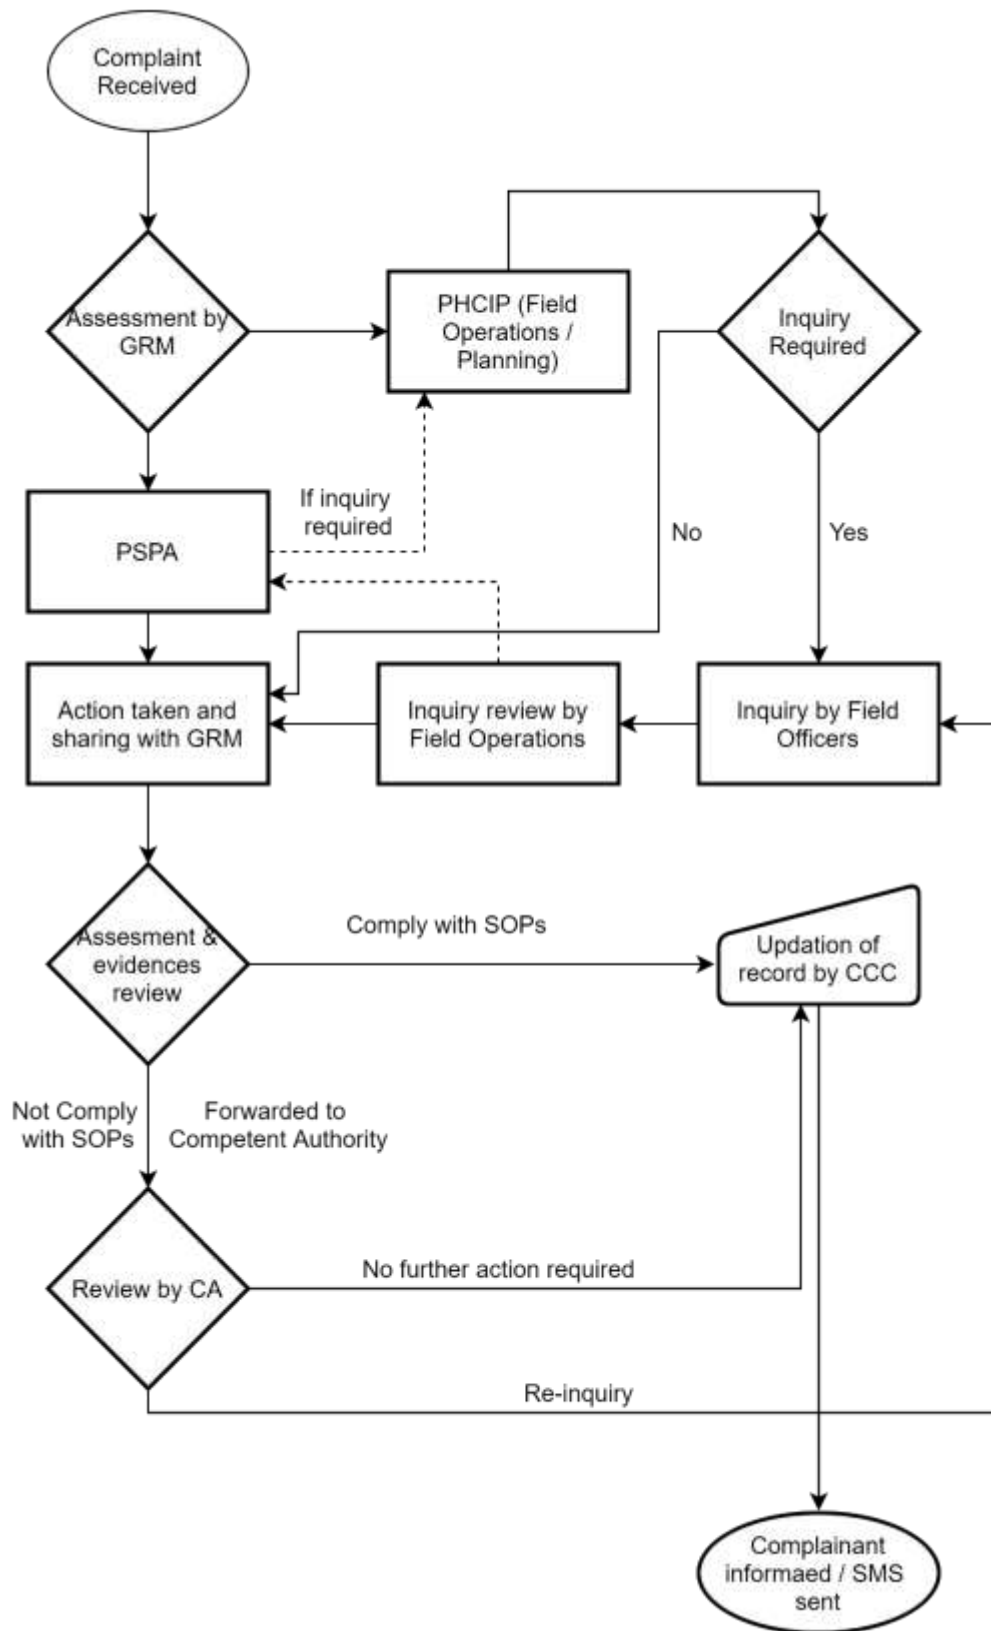 Complaint
Received
Assessment by
GRM
PHCIP (Field
Operations /
Planning)
Inquiry
Required
If inquiry
required
No
Yes
PSPA
Action taken and
sharing with GRM
Inquiry review by
Field Operations
Inquiry by Field
Officers
Assesment &
evidences
review
Comply with SOPs
Updation of
record by CCC
Not Comply
with SOPs
Forwarded to
Competent Authority
Review by CA
No further action required
Re-inquiry
Complainant
informaed / SMS
sent